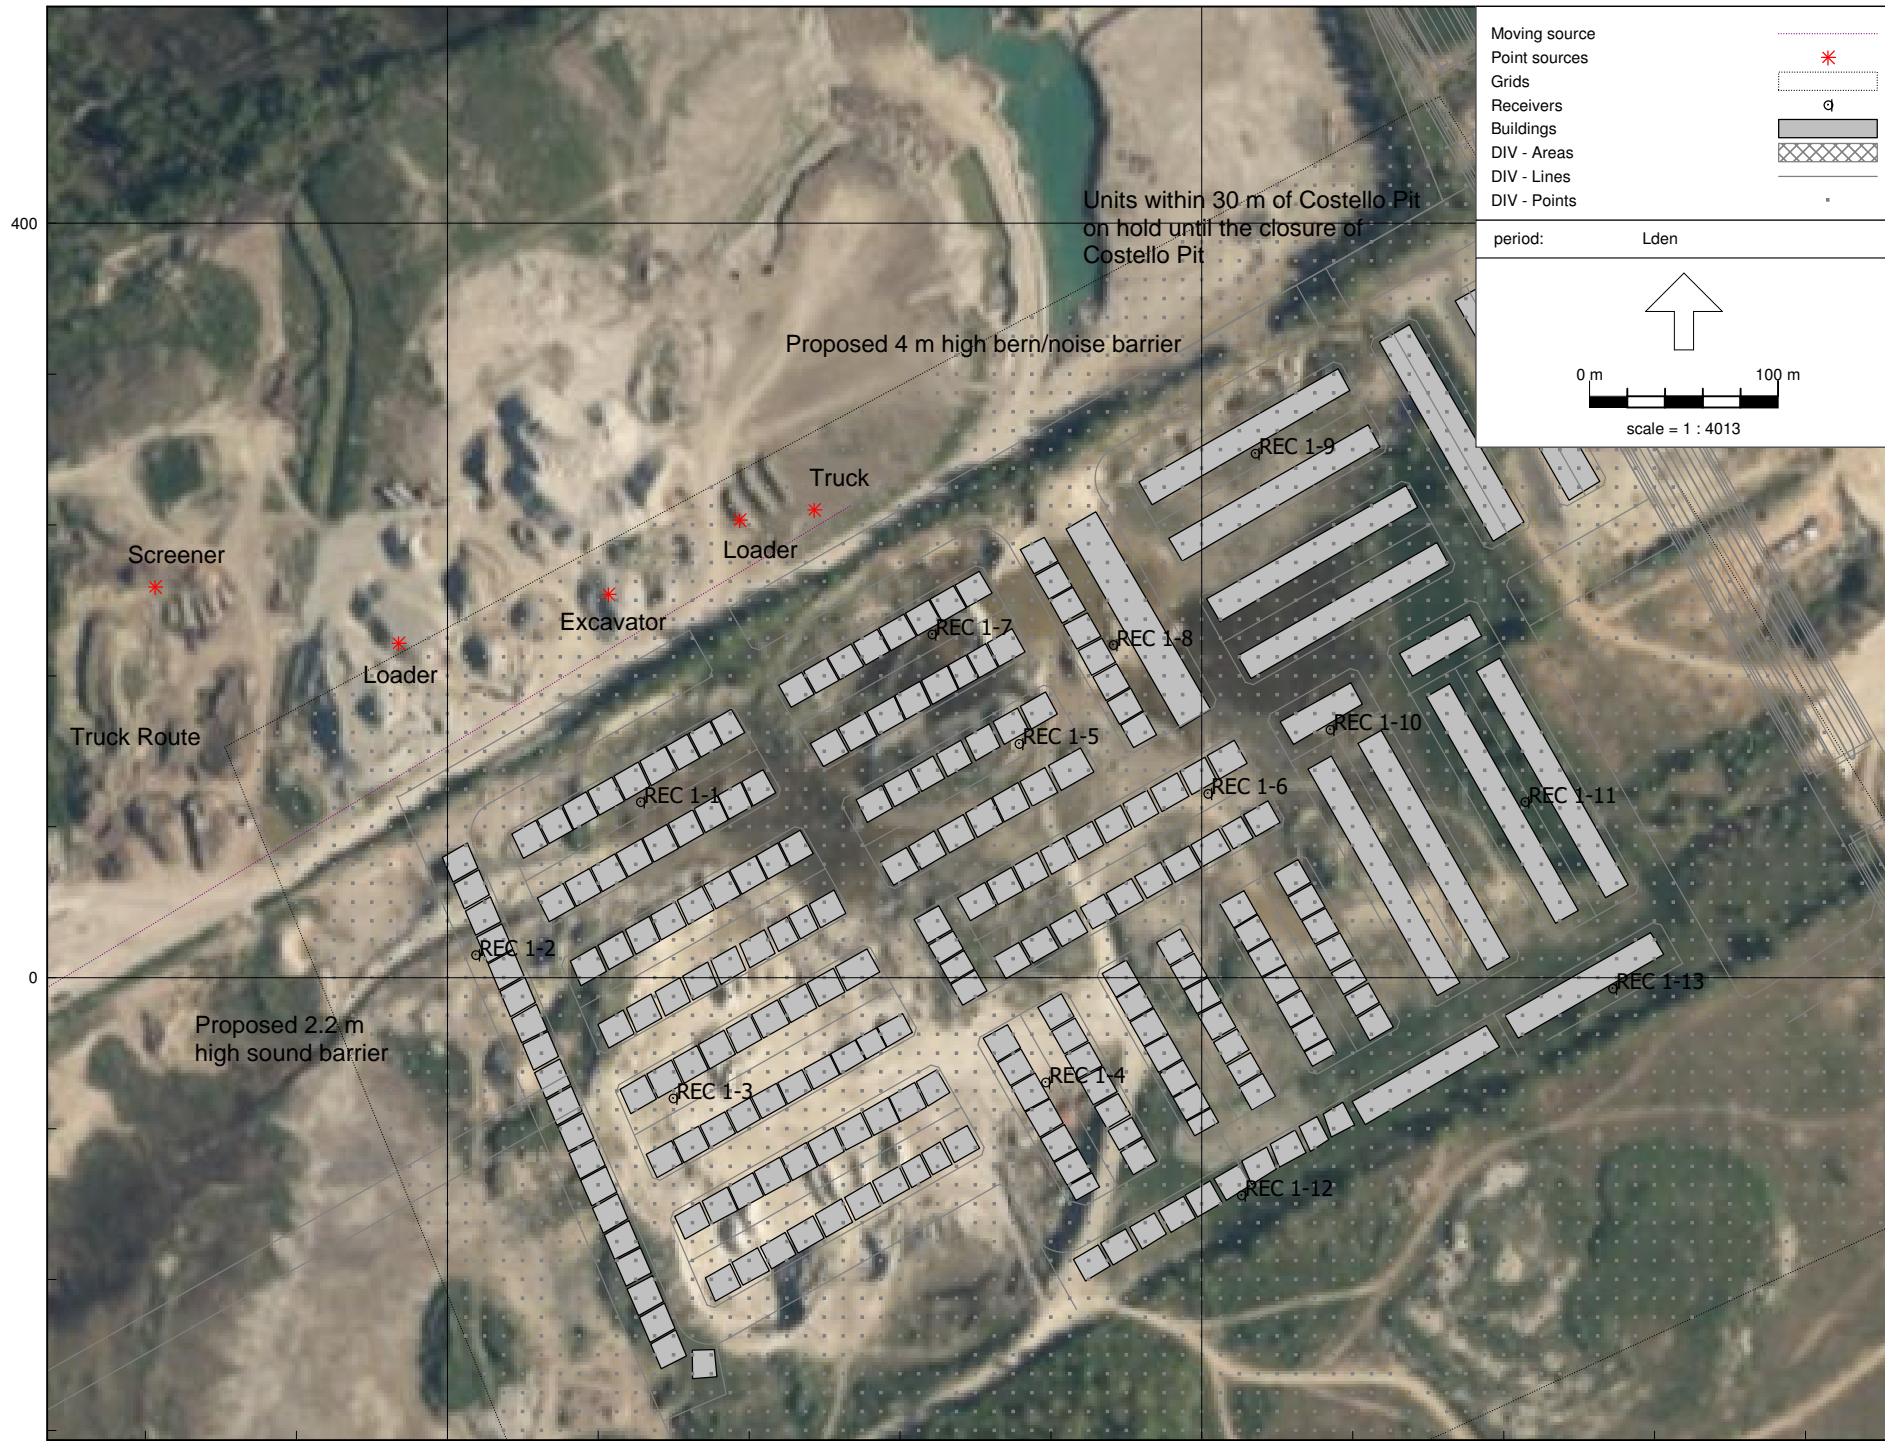 Moving source
Point sources
Grids
Receivers
Buildings
DIV - Areas
DIV - Lines
DIV - Points
period: Lden
0 m 100 m
scale = 1 : 4013
400
Units within 30 m of Costello Pit
on hold until the closure of
Costello Pit
Proposed 4 m high bern/noise barrier
REC 1-9
Truck
Loader
Screener
Excavator
REC 1-7
REC 1-8
Loader
Truck Route
REC 1-10
REC 1-5
REC 1-6
REC 1-1
REC 1-11
REC 1-2
0
REC 1-13
Proposed 2.2 m
high sound barrier
REC 1-4
REC 1-3
REC 1-12